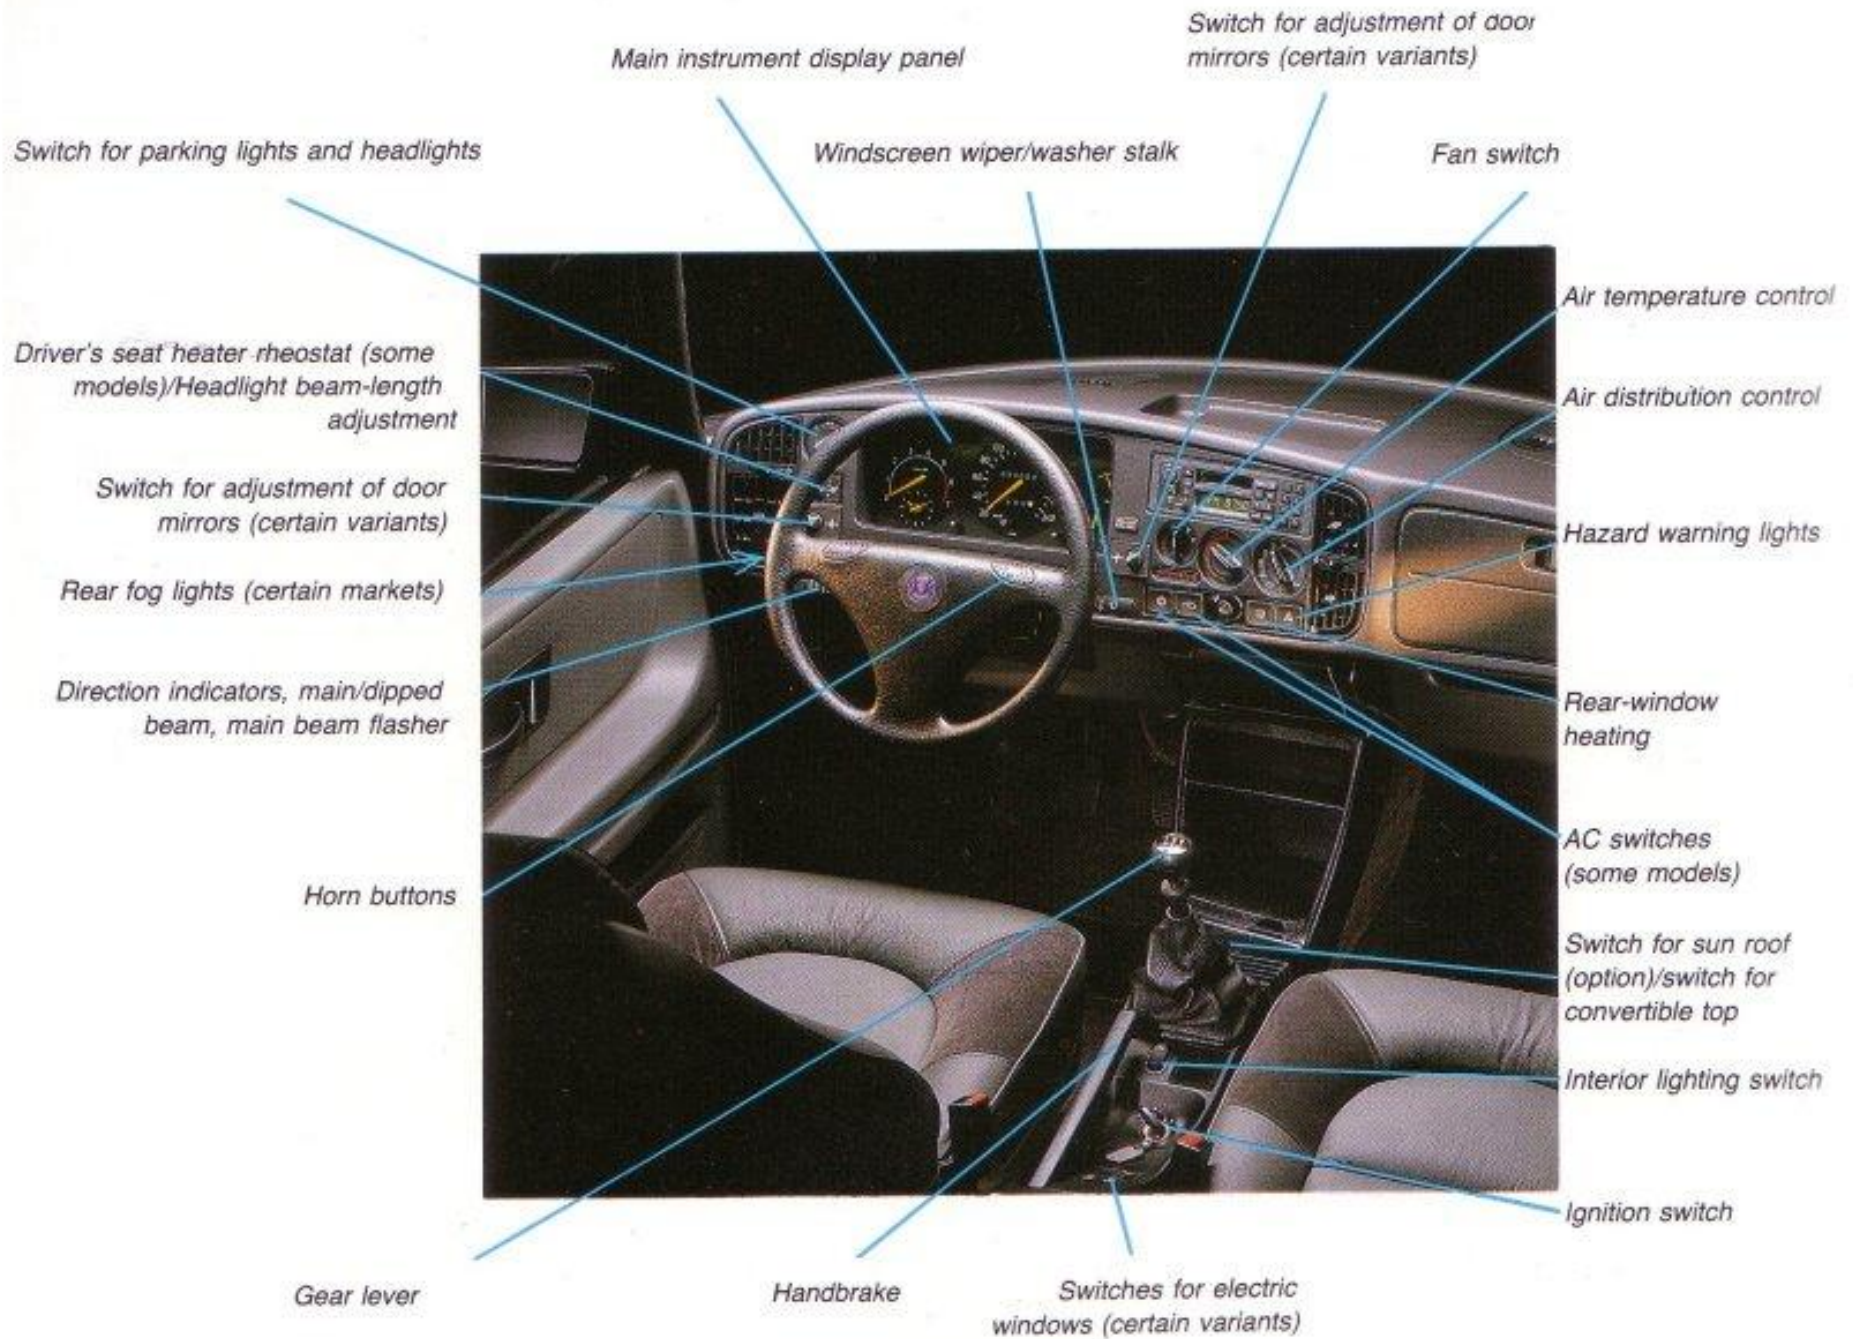 Switch for adjustment of door
mirrors (certain variants)
Main instrument display panel
Switch for parking lights and headlights
Windscreen wiper/washer stalk
Fan switch
Air temperature control
Driver's seat heater rheostat (some
models)/Headlight beam-length
adjustment
Air distribution control
Switch for adjustment of door
mirrors (certain variants)
Hazard warning lights
Rear fog lights (certain markets)
Direction indicators, main/dipped
beam, main beam flasher
Rear-window
heating
AC switches
(some models)
Horn buttons
Switch for sun roof
(option)/switch for
convertible top
Interior lighting switch
Ignition switch
Gear lever
Handbrake
Switches for electric
windows (certain variants)